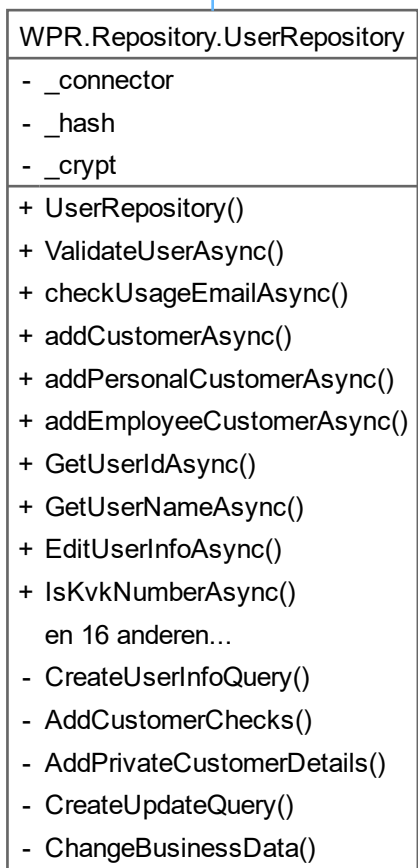 WPR.Repository.UserRepository
- _connector
- _hash
- _crypt
+ UserRepository()
+ ValidateUserAsync()
+ checkUsageEmailAsync()
+ addCustomerAsync()
+ addPersonalCustomerAsync()
+ addEmployeeCustomerAsync()
+ GetUserIdAsync()
+ GetUserNameAsync()
+ EditUserInfoAsync()
+ IsKvkNumberAsync()
en 16 anderen...
- CreateUserInfoQuery()
- AddCustomerChecks()
- AddPrivateCustomerDetails()
- CreateUpdateQuery()
- ChangeBusinessData()